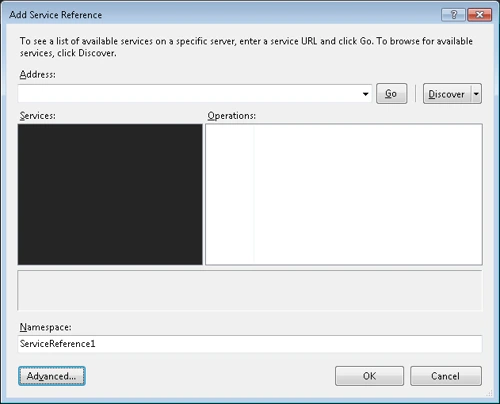 Add Service Reference
To see a list of available services on a specific server, enter a service URL and click Go. To browse for available
services, click Discover.
Address:
Go
Discover
Services:
Operations:
Namespace:
ServiceReference1
Advanced...
OK
Cancel